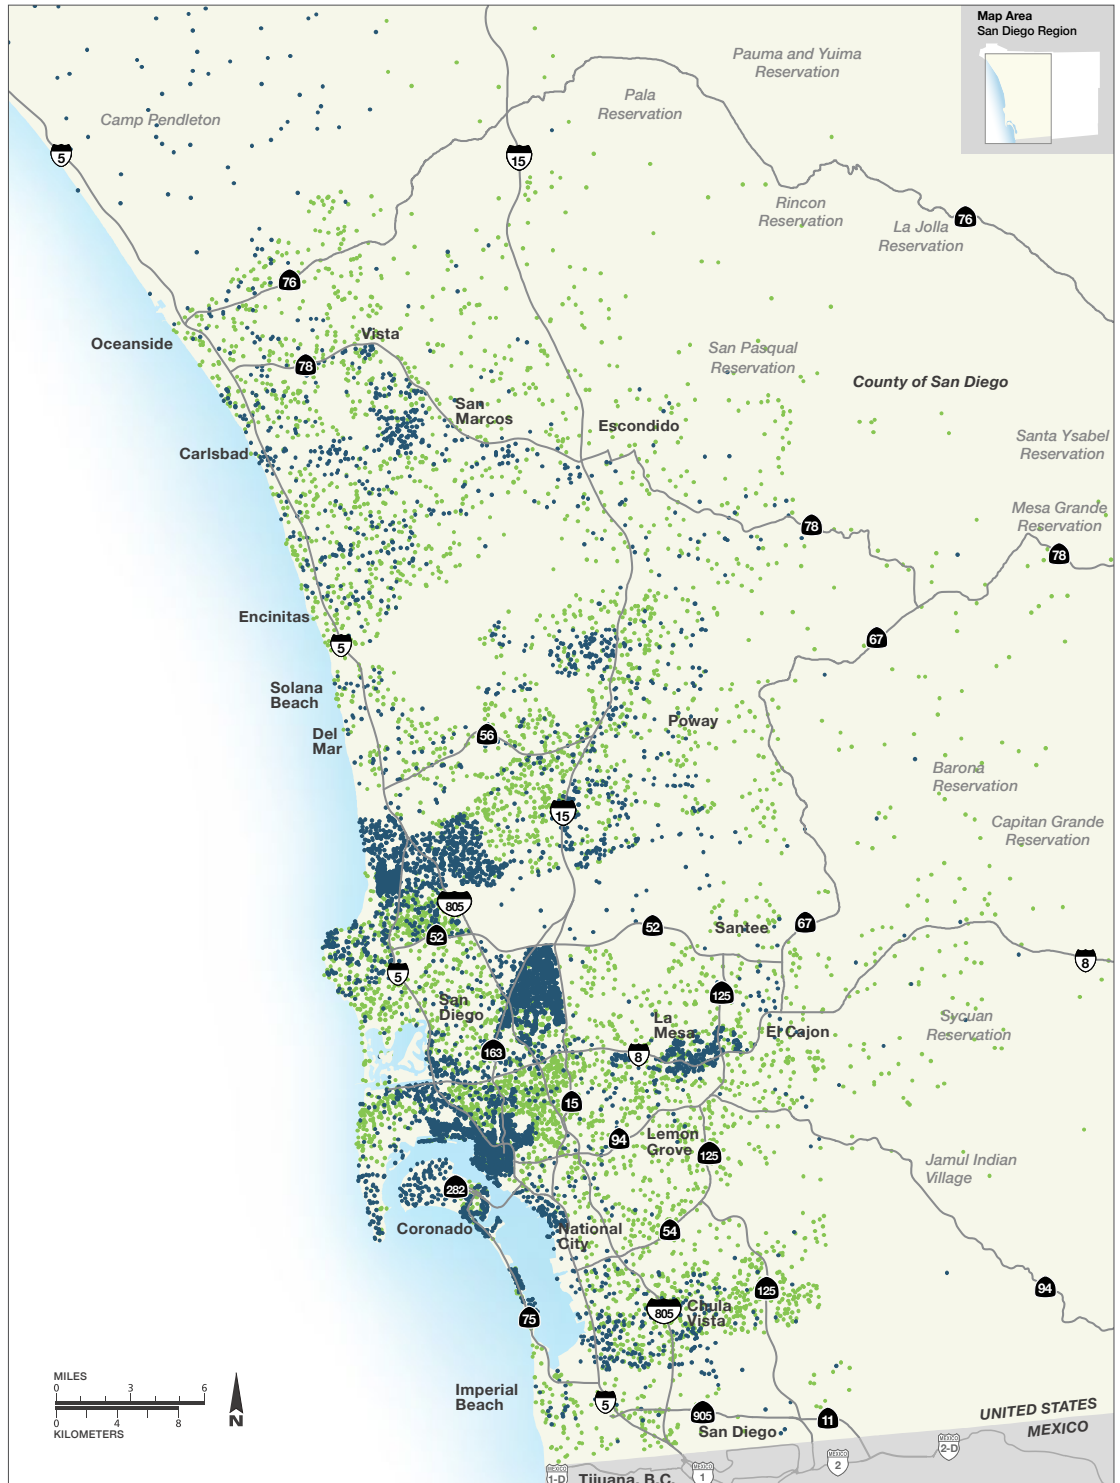 Map Area
San Diego Region
Pauma and Yuima
Reservation
Pala
Reservation
Camp Pendleton
5
15
Rincon
Reservation
La Jolla
Reservation
76
76
Oceanside
Vista
78
San Pasqual
Reservation
County of San Diego
San
Marcos
Escondido
Santa Ysabel
Reservation
Carlsbad
Mesa Grande
Reservation
78
78
Encinitas
5
67
Solana
Beach
Poway
Del
Mar
56
Barona
Reservation
15
Capitan Grande
Reservation
805
52
52
Santee
67
5
8
125
San
Diego
La
Mesa
El Cajon
Sycuan
Reservation
163
8
15
94
Lemon
Grove
125
Jamul Indian
Village
282
Coronado
National
City
54
125
94
805
Chula
Vista
75
MILES
0 3 6
0 4 8
KILOMETERS
N
Imperial
Beach
5
905
San Diego
11
UNITED STATES
MEXICO
MEXICO
2-D
MEXICO
2
MEXICO
1
MEXICO
1-D
Tijuana, B.C.